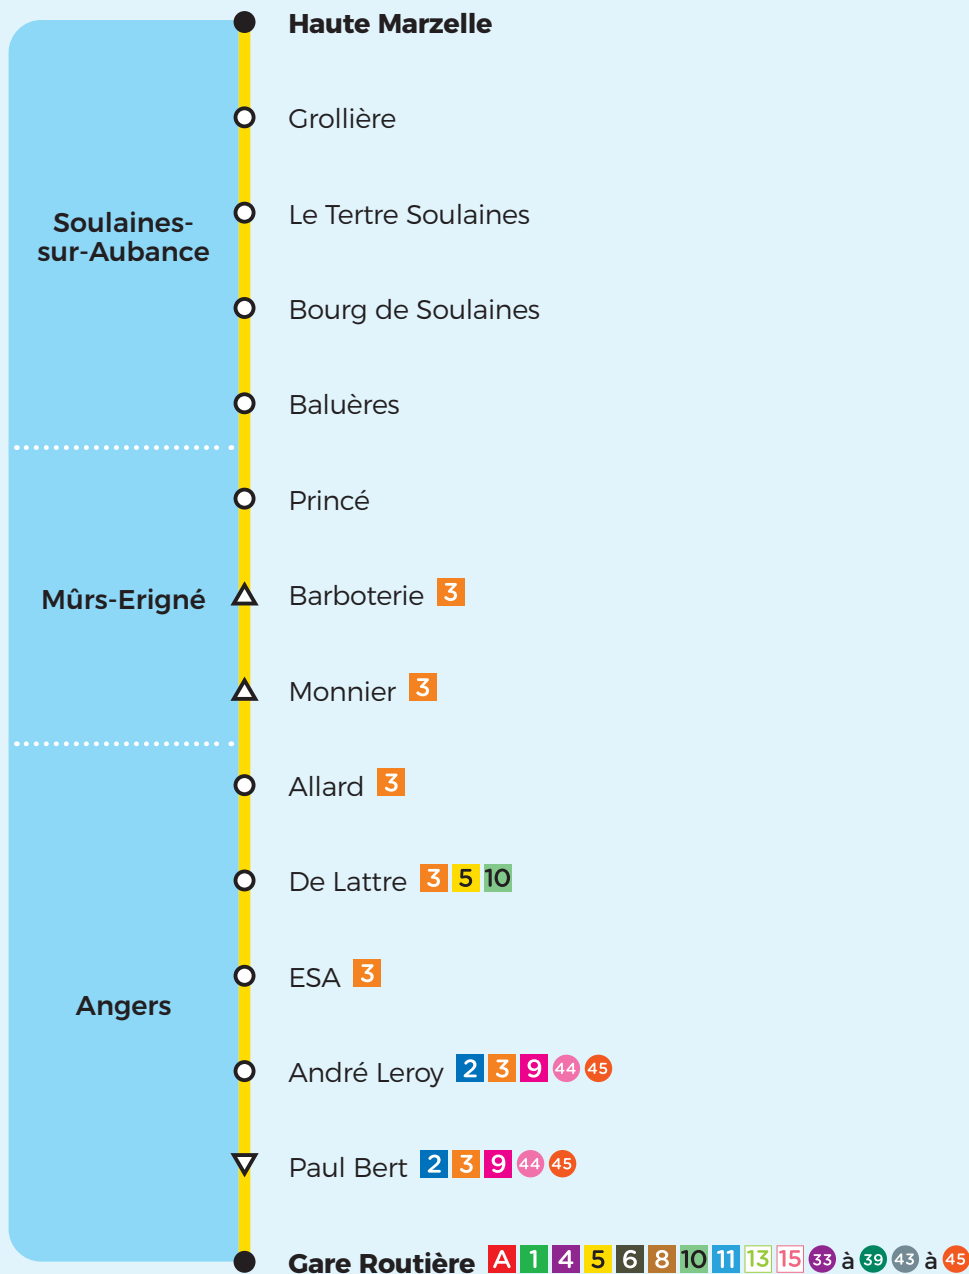 Haute Marzelle
Grollière
Soulaines-
sur-Aubance
Le Tertre Soulaines
Bourg de Soulaines
Baluères
Princé
Mûrs-Erigné
Barboterie 3
Monnier 3
Allard 3
De Lattre 3 5 10
ESA 3
Angers
André Leroy 2 3 9 44 45
Paul Bert 2 3 9 44 45
Gare Routière A 1 4 5 6 8 10 11 13 15 33 à 39 43 à 45